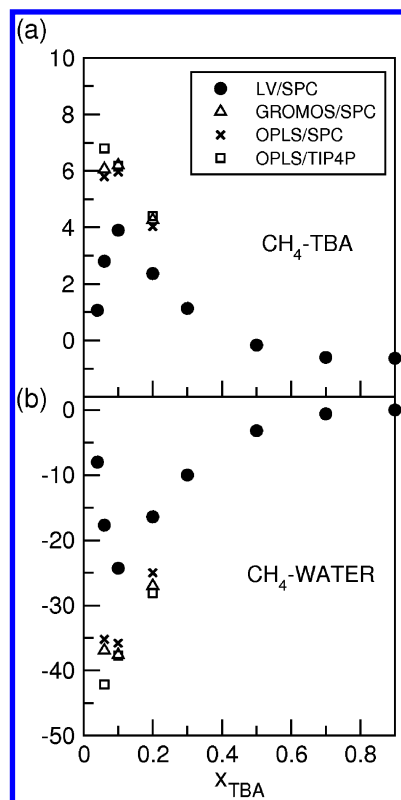 (a)
10
8
6
4
2
0
LV/SPC
GROMOS/SPC
OPLS/SPC
OPLS/TIP4P
CH₄-TBA
(b)
0
-10
-20
-30
-40
-50
CH₄-WATER
0 0.2 0.4 0.6 0.8
X_TBA